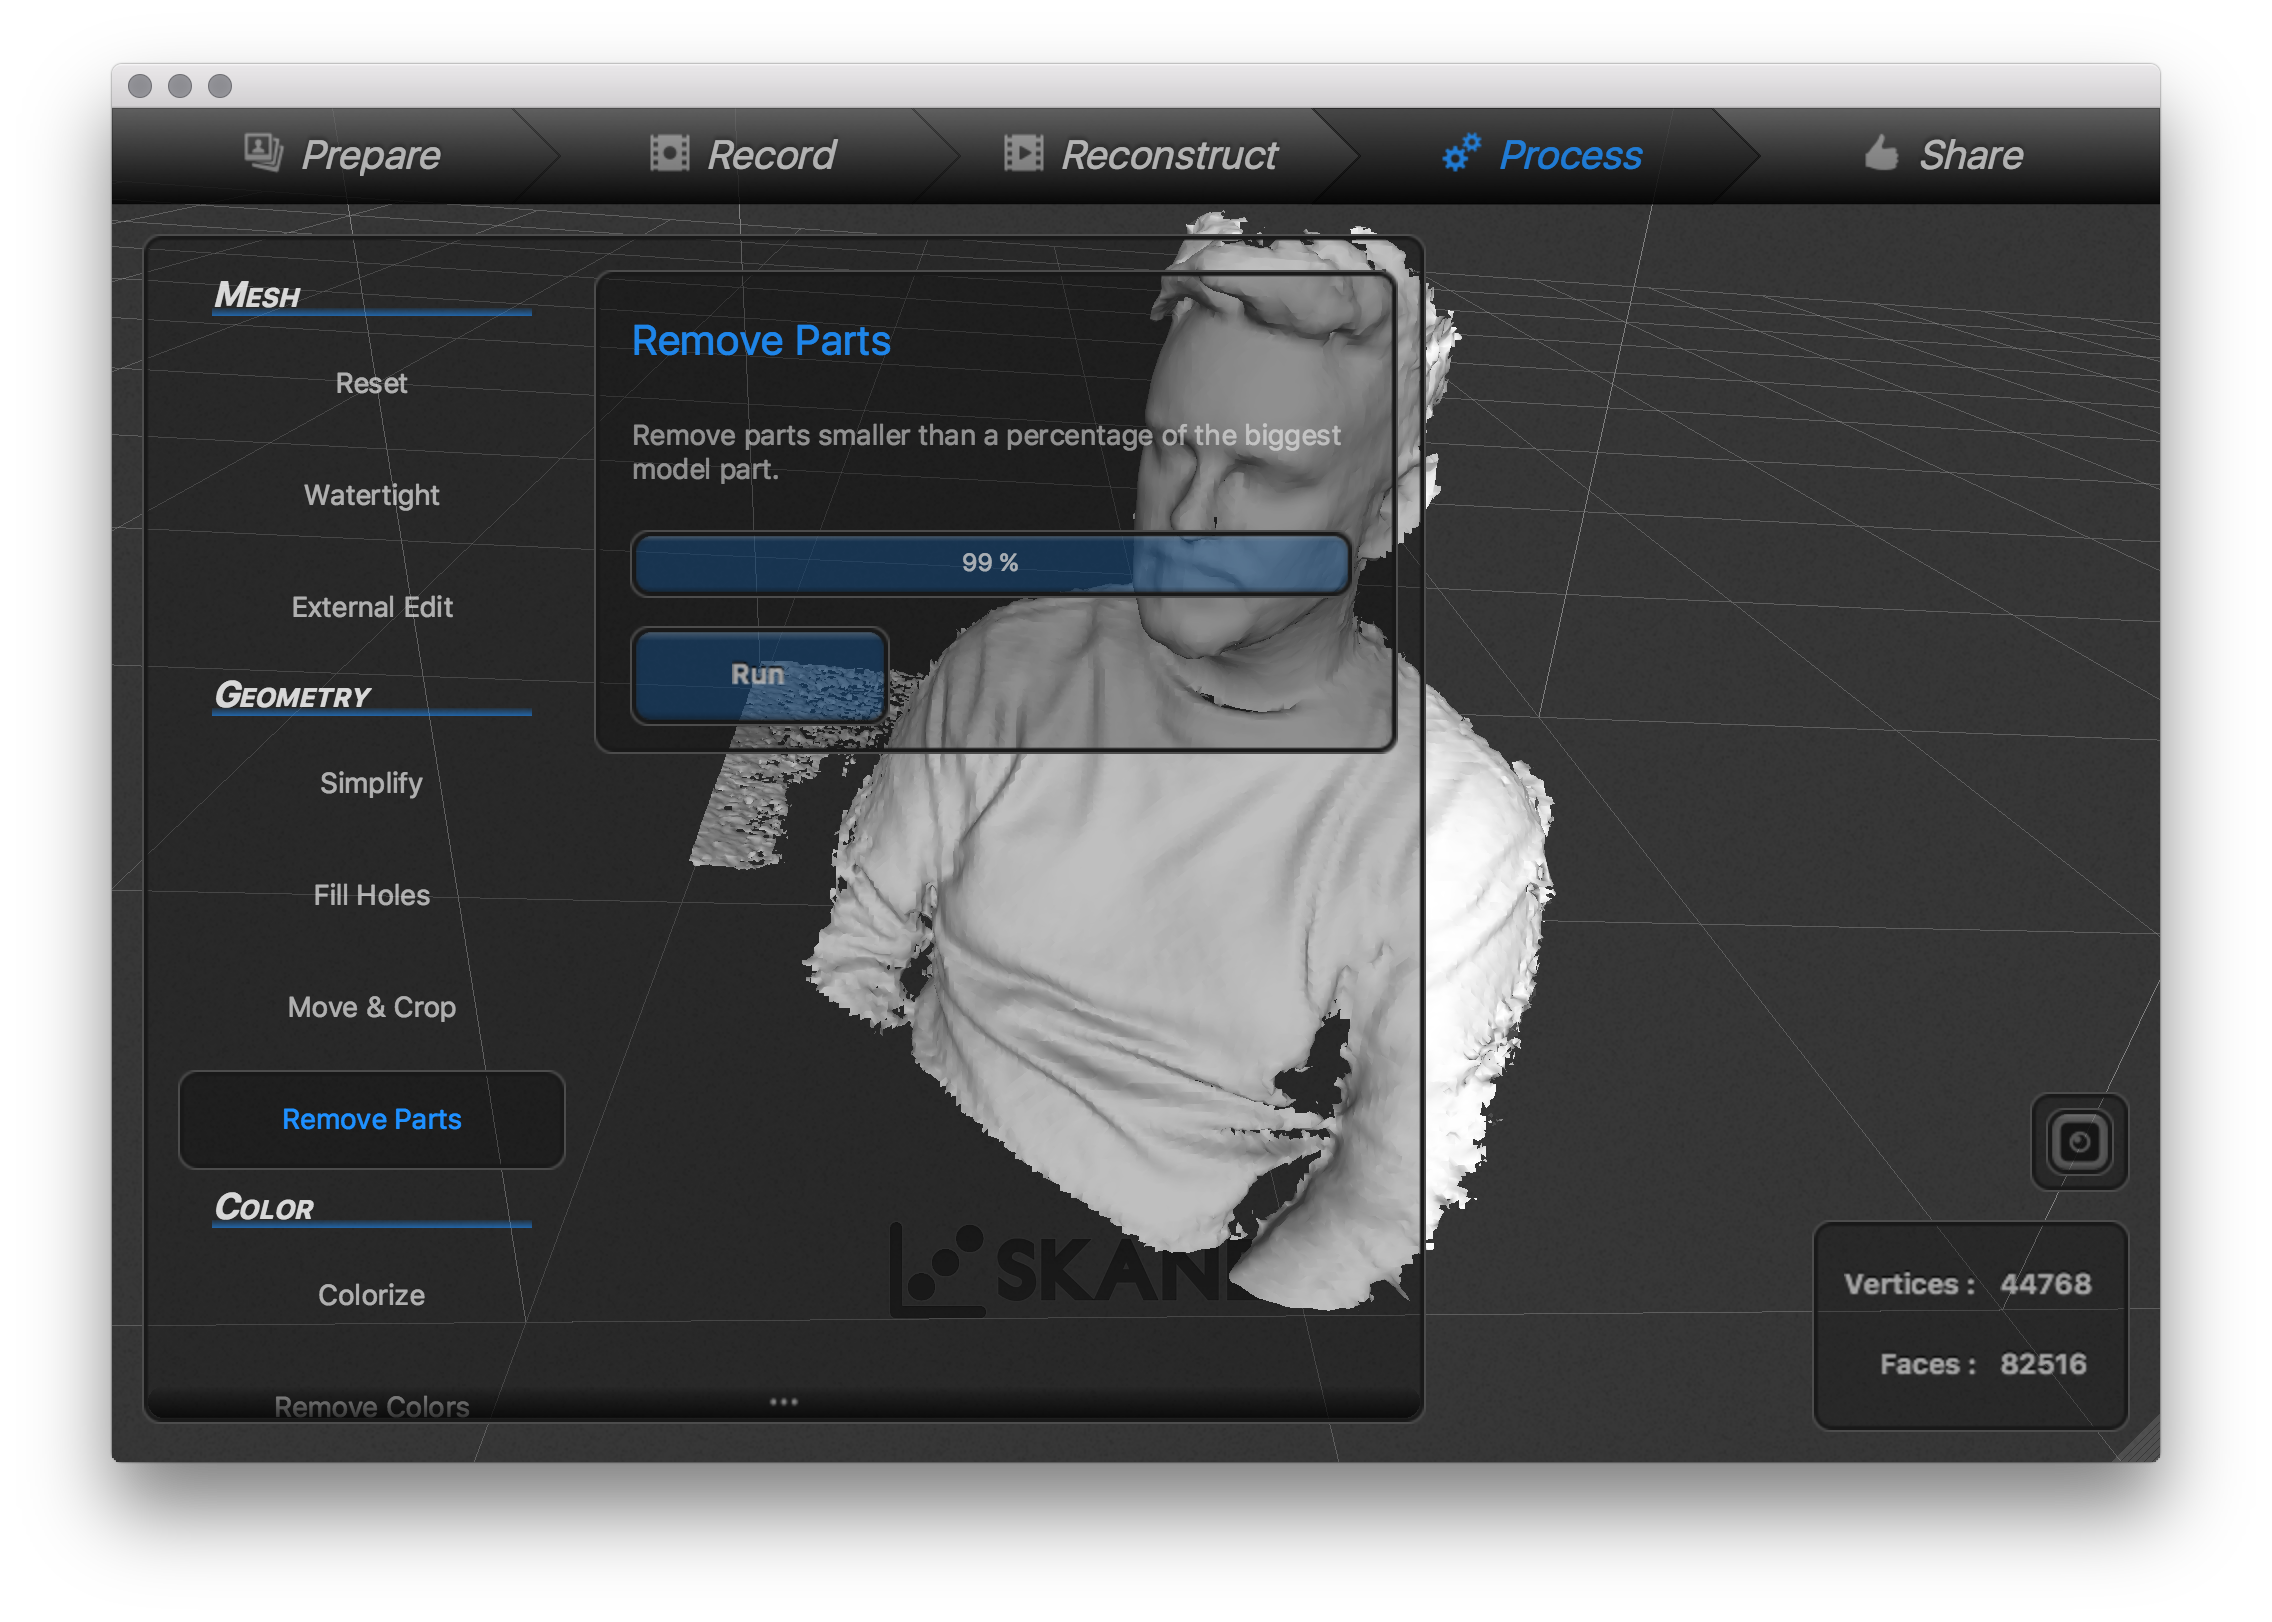 Prepare
Record
Reconstruct
Process
Share
MESH
Reset
Watertight
External Edit
GEOMETRY
Simplify
Fill Holes
Move & Crop
Remove Parts
COLOR
Colorize
Remove Colors
Remove Parts
Remove parts smaller than a percentage of the biggest
model part.
99 %
Run
SKAN
Vertices : 44768
Faces : 82516